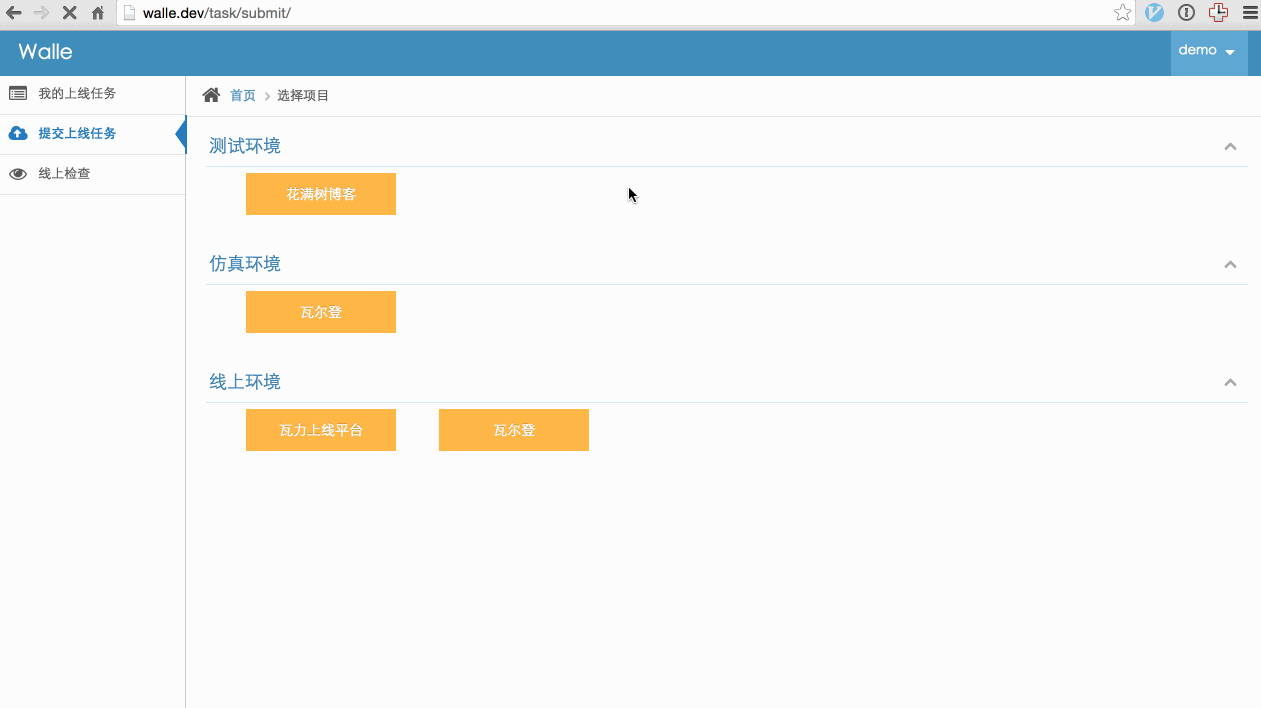 walle.dev/task/submit/
Walle
demo
我的上线任务
提交上线任务
线上检查
首页 > 选择项目
测试环境
花满树博客
仿真环境
瓦尔登
线上环境
瓦力上线平台 瓦尔登